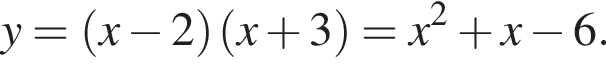 y = (x − 2)(x + 3) = x² + x − 6.